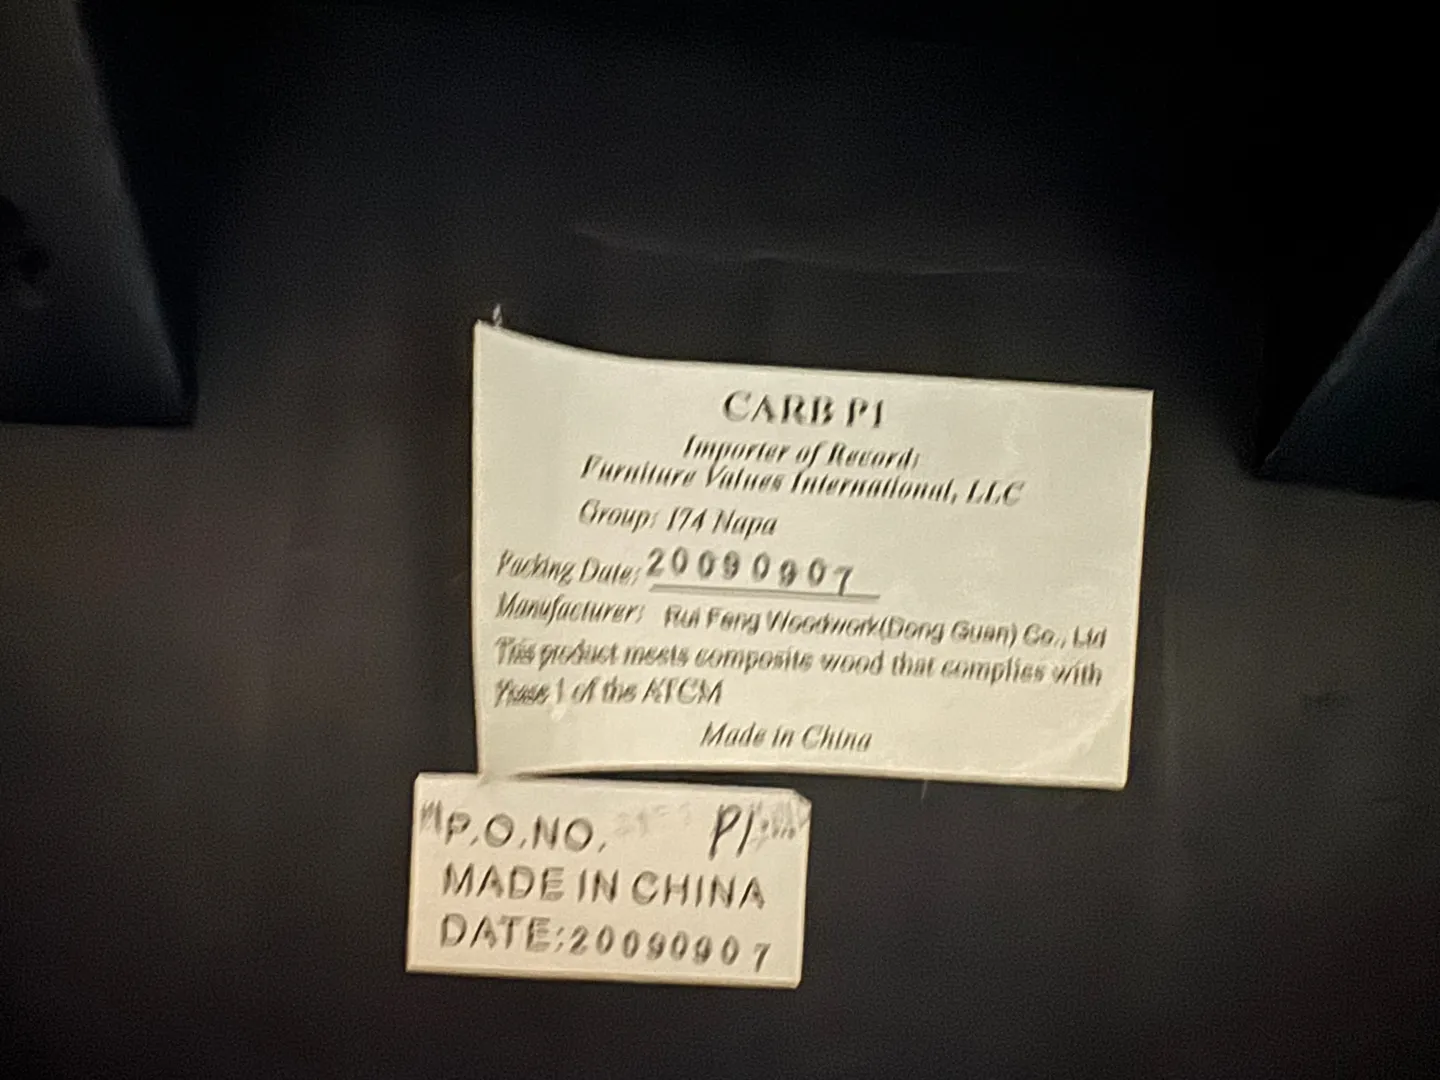 CARB P1
Importer of Record:
Furniture Values International, LLC
Group: 174 Napa
Packing Date: 20090907
Manufacturer: Rui Feng Woodwork(Dong Guan) Co., Ltd
This product meets composite wood that complies with
Phase 1 of the ATCM
Made in China
P.O.NO. P1
MADE IN CHINA
DATE:20090907